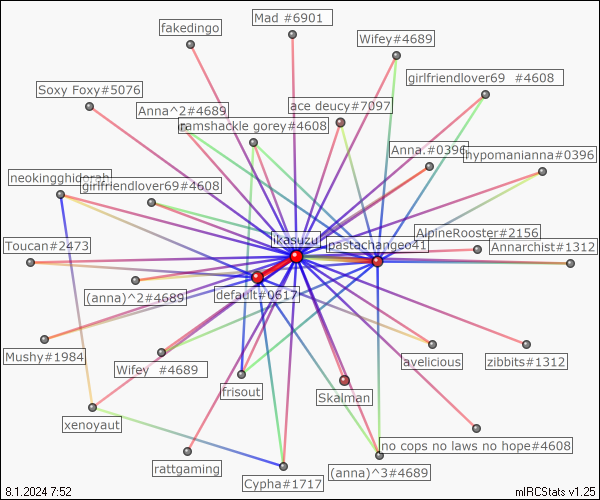 Mad #6901
fakedingo
Wifey#4689
girlfriendlover69 #4608
Soxy Foxy#5076
Anna^2#4689
ace deucy#7097
ramshackle gorey#4608
Anna.#0396
hypomanianna#0396
neokingghidorah
girlfriendlover69#4608
AlpineRooster#2156
ikasuzu
pastachangeo41
Toucan#2473
Annarchist#1312
(anna)^2#4689
default#0617
Mushy#1984
avelicious
zibbits#1312
Wifey #4689
frisout
Skalman
xenoyaut
no cops no laws no hope#4608
rattgaming
(anna)^3#4689
Cypha#1717
8.1.2024 7:52
mIRCStats v1.25